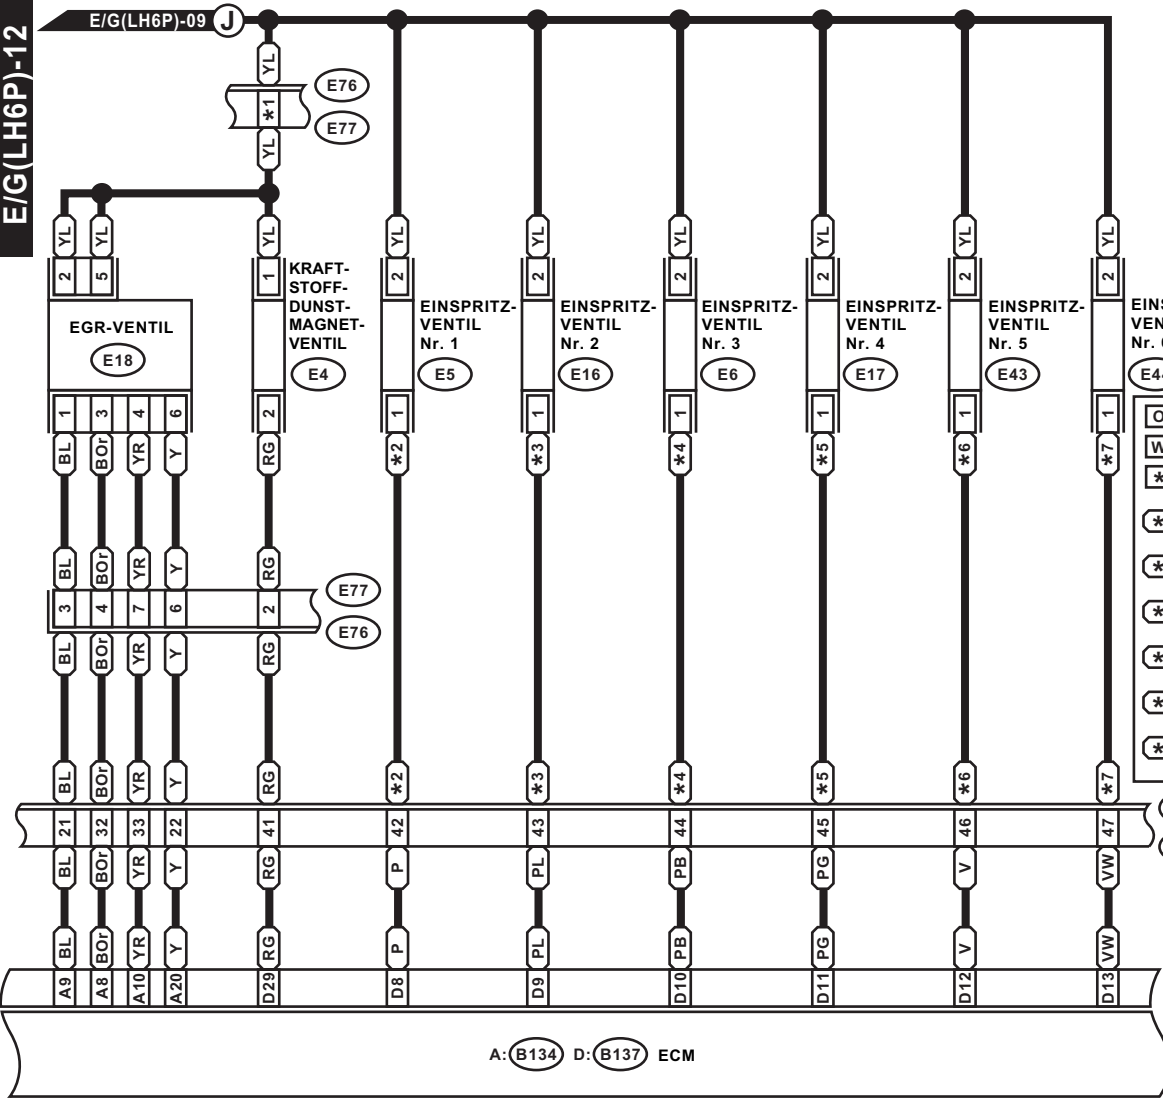 E/G(LH6P)-12
E/G(LH6P)-09 J
YL
E76
*1
E77
YL
YL YL YL YL YL YL YL YL YL
2 5 1 2 2 2 2 2 2
EGR-VENTIL
E18
KRAFT-
STOFF-
DUNST-
MAGNET-
VENTIL
E4
EINSPRITZ-
VENTIL
Nr. 1
E5
EINSPRITZ-
VENTIL
Nr. 2
E16
EINSPRITZ-
VENTIL
Nr. 3
E6
EINSPRITZ-
VENTIL
Nr. 4
E17
EINSPRITZ-
VENTIL
Nr. 5
E43
Nr.
1 3 4 6 2 1 1 1 1 1 1
BL BOr YR Y RG *2 *3 *4 *5 *6 *7
BL BOr YR Y RG
E77
3 4 7 6 2
E76
BL BOr YR Y RG
BL BOr YR Y RG *2 *3 *4 *5 *6 *7
21 32 33 22 41 42 43 44 45 46 47
BL BOr YR Y RG P PL PB PG V VW
BL BOr YR Y RG P PL PB PG V VW
A9 A8 A10 A20 D29 D8 D9 D10 D11 D12 D13
A: B134 D: B137 ECM
*
*
*
*
*
*
*